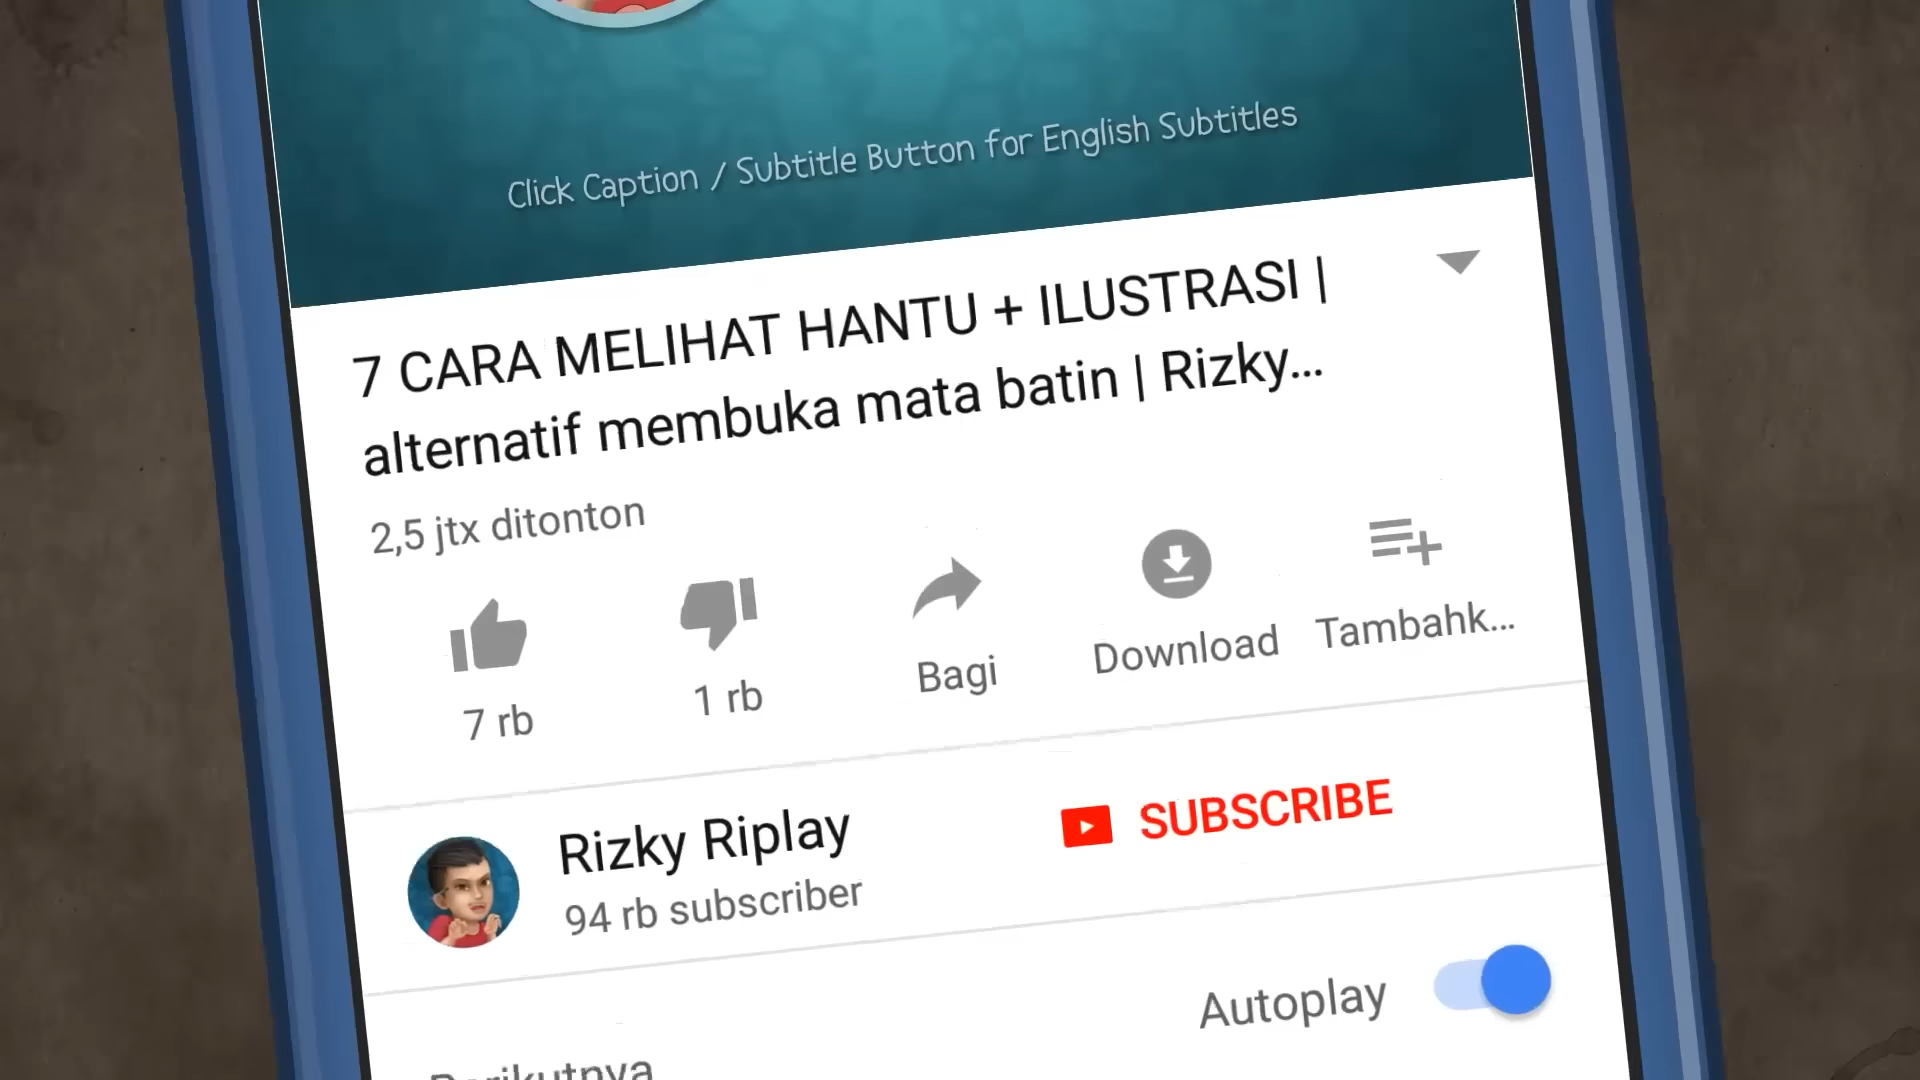 Click Caption / Subtitle Button for English Subtitles
7 CARA MELIHAT HANTU + ILUSTRASI |
alternatif membuka mata batin | Rizky...
2,5 jtx ditonton
7 rb
1 rb
Bagi
Download
Tambahk...
Rizky Riplay
SUBSCRIBE
94 rb subscriber
Autoplay
Berikutnya